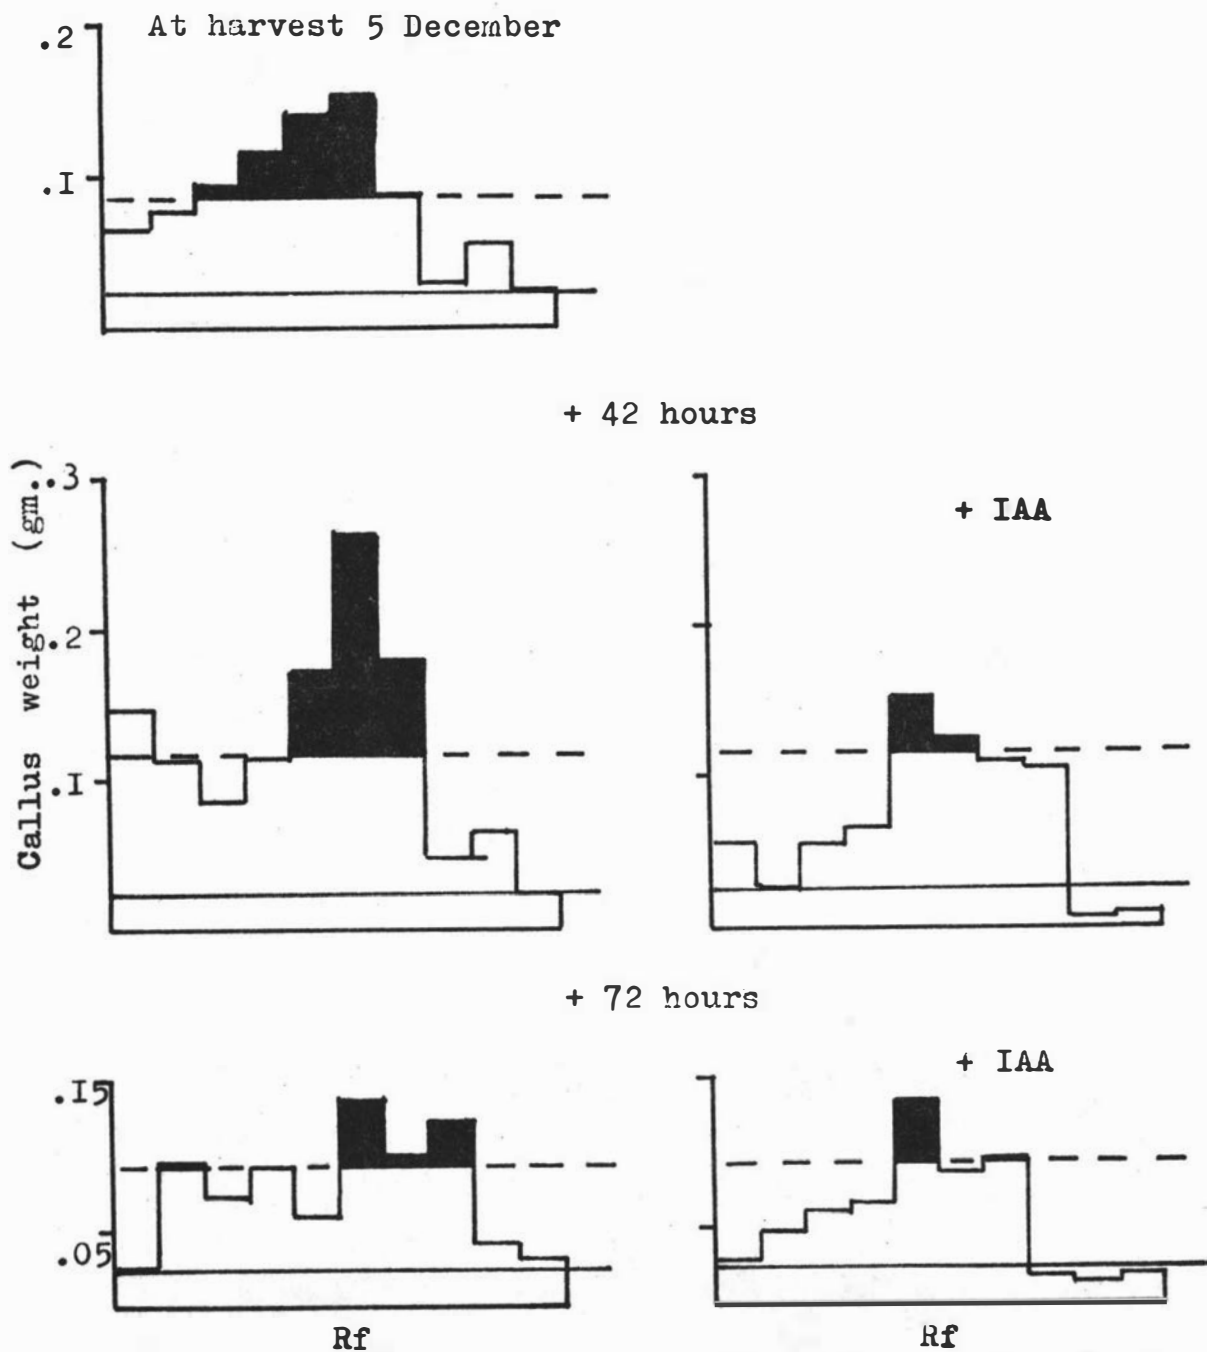 At harvest 5 December
.2
.I
+ 42 hours
Callus weight (gm.)
.3
.2
.I
+ IAA
+ 72 hours
.I5
.05
+ IAA
Rf
Rf